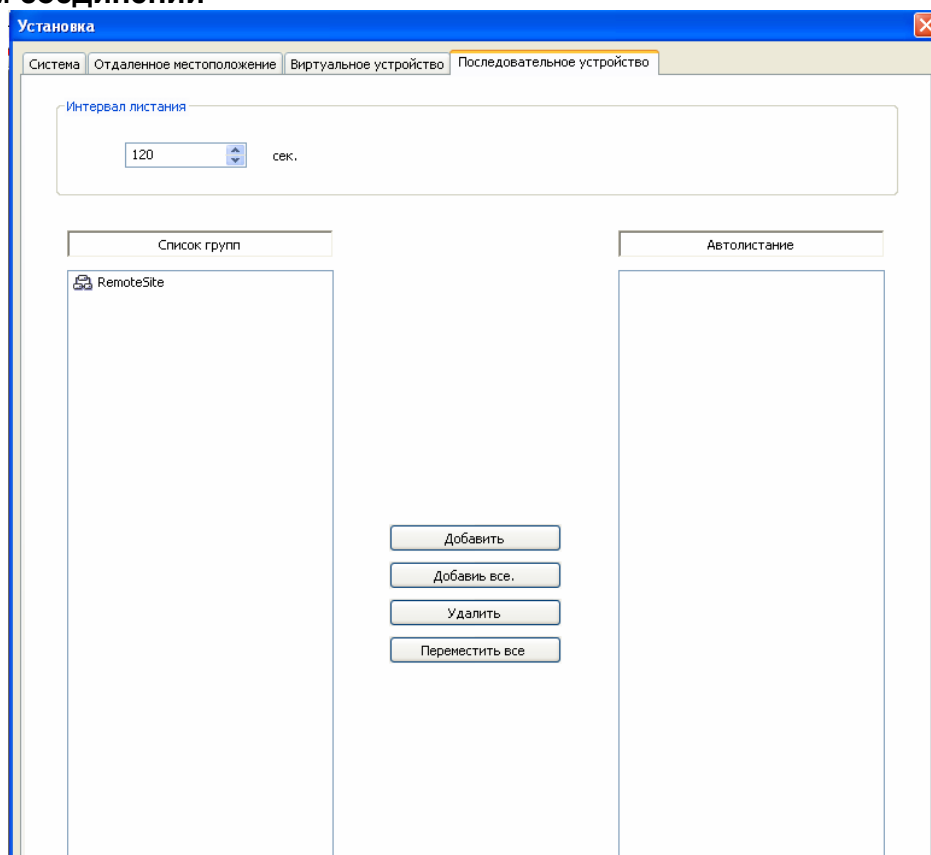 соединений
Установка
Система Отдаленное местоположение Виртуальное устройство Последовательное устройство
Интервал листания
120 сек.
Список групп Автолистание
RemoteSite
Добавить
Добавиь все.
Удалить
Переместить все